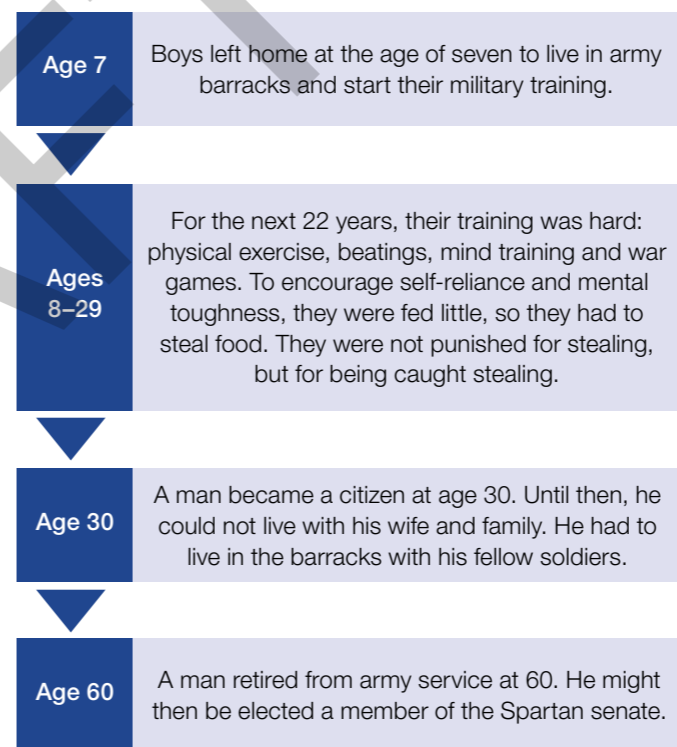 Age 7
Boys left home at the age of seven to live in army
barracks and start their military training.
Ages
8–29
For the next 22 years, their training was hard:
physical exercise, beatings, mind training and war
games. To encourage self-reliance and mental
toughness, they were fed little, so they had to
steal food. They were not punished for stealing,
but for being caught stealing.
Age 30
A man became a citizen at age 30. Until then, he
could not live with his wife and family. He had to
live in the barracks with his fellow soldiers.
Age 60
A man retired from army service at 60. He might
then be elected a member of the Spartan senate.